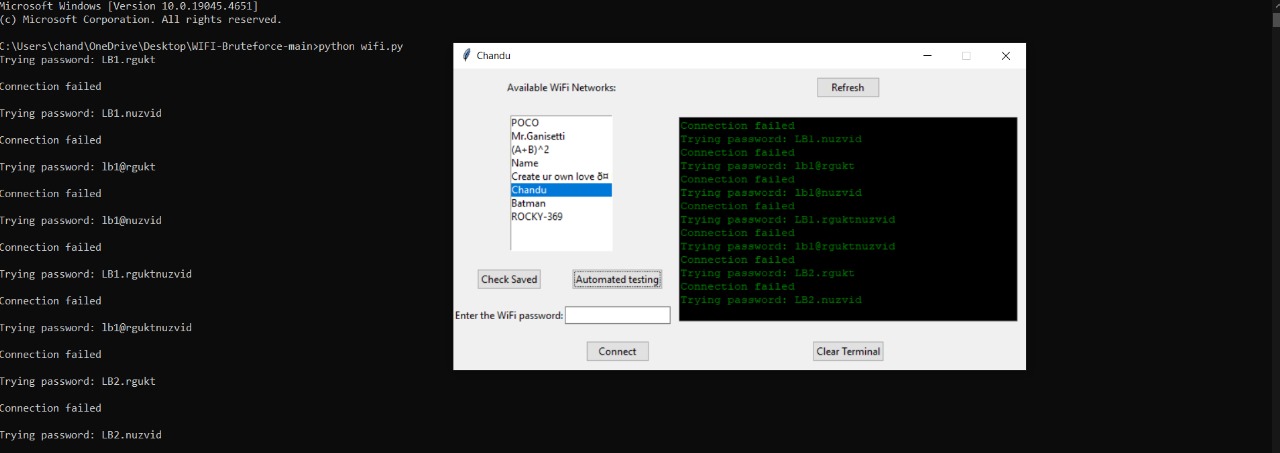 Microsoft Windows [Version 10.0.19045.4651]
(c) Microsoft Corporation. All rights reserved.
C:\Users\chand\OneDrive\Desktop\WIFI-Bruteforce-main>python wifi.py
Trying password: LB1.rgukt
Connection failed
Trying password: LB1.nuzvid
Connection failed
Trying password: lb1@rgukt
Connection failed
Trying password: lb1@nuzvid
Connection failed
Trying password: LB1.rguktnuzvid
Connection failed
Trying password: lb1@rguktnuzvid
Connection failed
Trying password: LB2.rgukt
Connection failed
Trying password: LB2.nuzvid
Chandu
Available WiFi Networks:
Refresh
POCO
Mr.Ganisetti
(A+B)^2
Name
Create ur own love ð¤
Chandu
Batman
ROCKY-369
Check Saved
Automated testing
Enter the WiFi password:
Connect
Connection failed
Trying password: LB1.nuzvid
Connection failed
Trying password: lb1@rgukt
Connection failed
Trying password: lb1@nuzvid
Connection failed
Trying password: LB1.rguktnuzvid
Connection failed
Trying password: lb1@rguktnuzvid
Connection failed
Trying password: LB2.rgukt
Connection failed
Trying password: LB2.nuzvid
Clear Terminal